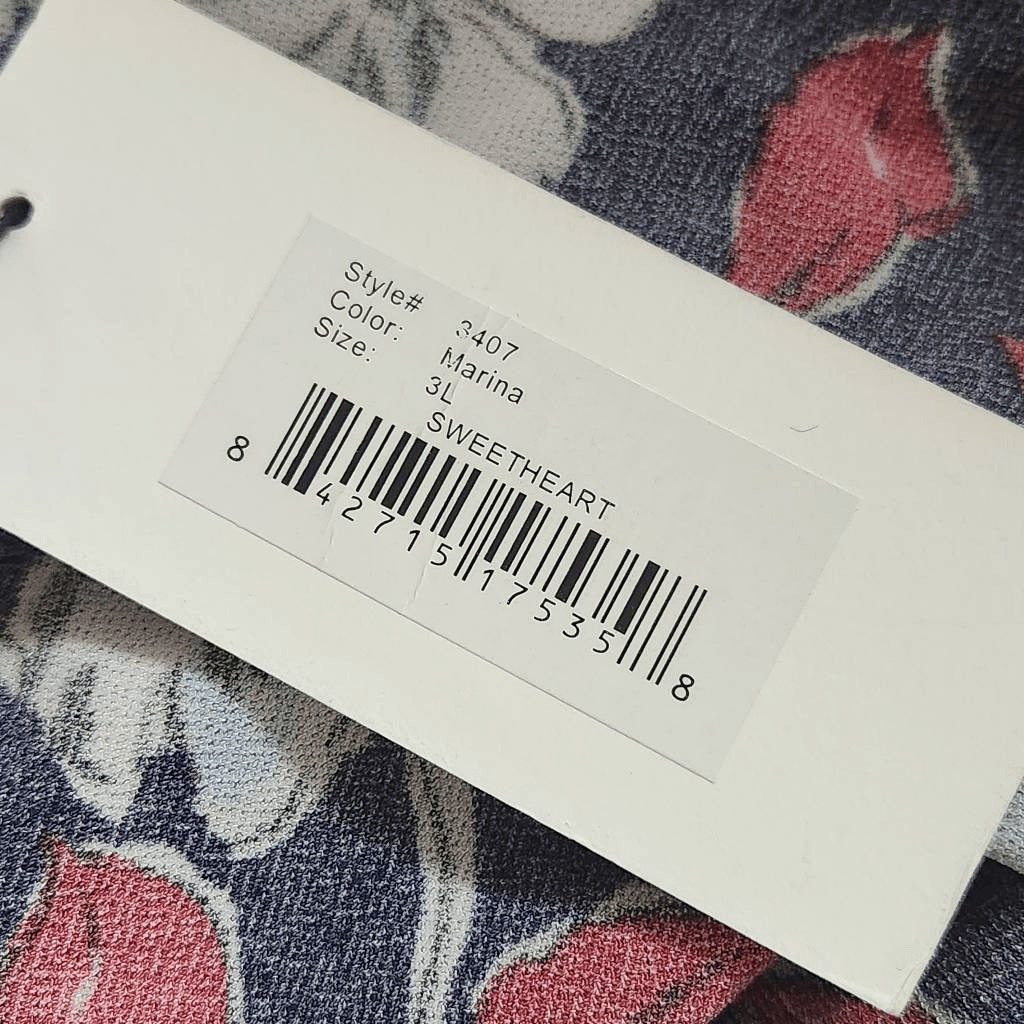 Style# 3407
Color: Marina
Size: 3L
SWEETHEART
8 42715 17535 8